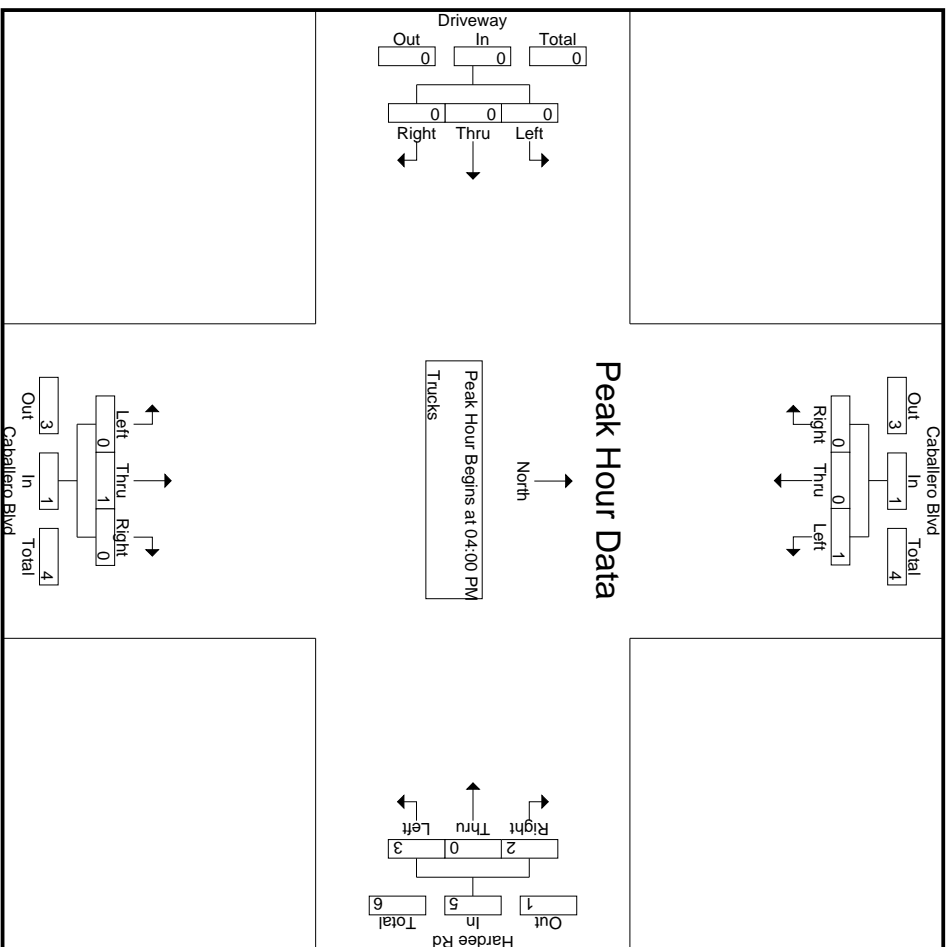 Driveway
Out In Total
0 0 0
0 0 0
Right Thru Left
Peak Hour Data
North
Peak Hour Begins at 04:00 PM
Trucks
Caballero Blvd
Out In Total
3 1 4
0 0 1
Right Thru Left
Left Thru Right
0 1 0
Out In Total
3 1 4
Caballero Blvd
Left Thru Right
3 0 2
6 5 1
Total In Out
Hardee Rd